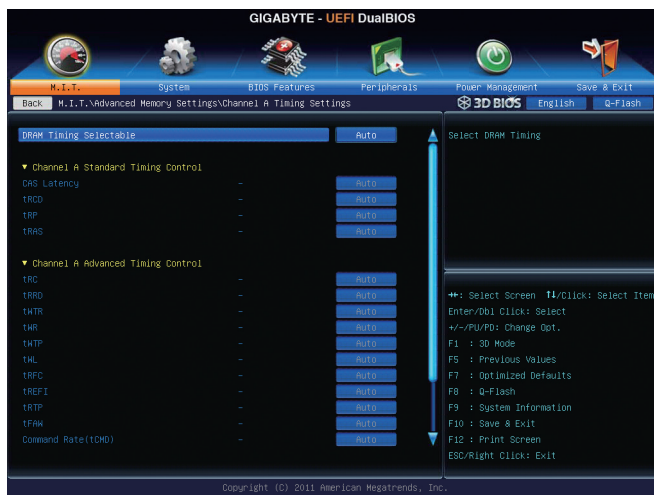 GIGABYTE - UEFI DualBIOS
M.I.T.
System
BIOS Features
Peripherals
Power Management
Save & Exit
Back
M.I.T.\Advanced Memory Settings\Channel A Timing Settings
3D BIOS
English
Q-Flash
DRAM Timing Selectable Auto
Select DRAM Timing
▼ Channel A Standard Timing Control
CAS Latency - Auto
tRCD - Auto
tRP - Auto
tRAS - Auto
▼ Channel A Advanced Timing Control
tRC - Auto
tRRD - Auto
tWTR - Auto
tWR - Auto
tWTP - Auto
tWL - Auto
tRFC - Auto
tREFI - Auto
tRTP - Auto
tFAW - Auto
Command Rate(tCMD) - Auto
→←: Select Screen ↑↓/Click: Select Item
Enter/Dbl Click: Select
+/-/PU/PD: Change Opt.
F1 : 3D Mode
F5 : Previous Values
F7 : Optimized Defaults
F8 : Q-Flash
F9 : System Information
F10 : Save & Exit
F12 : Print Screen
ESC/Right Click: Exit
Copyright (C) 2011 American Megatrends, Inc.